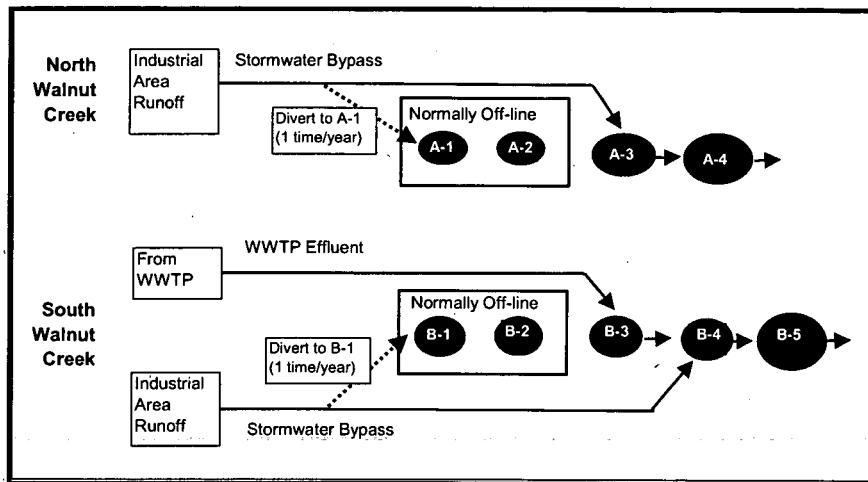 North
Walnut
Creek
Industrial
Area
Runoff
Stormwater Bypass
Divert to A-1
(1 time/year)
Normally Off-line
A-1
A-2
A-3
A-4
South
Walnut
Creek
From
WWTP
WWTP Effluent
Normally Off-line
B-1
B-2
B-3
B-4
B-5
Divert to B-1
(1 time/year)
Industrial
Area
Runoff
Stormwater Bypass